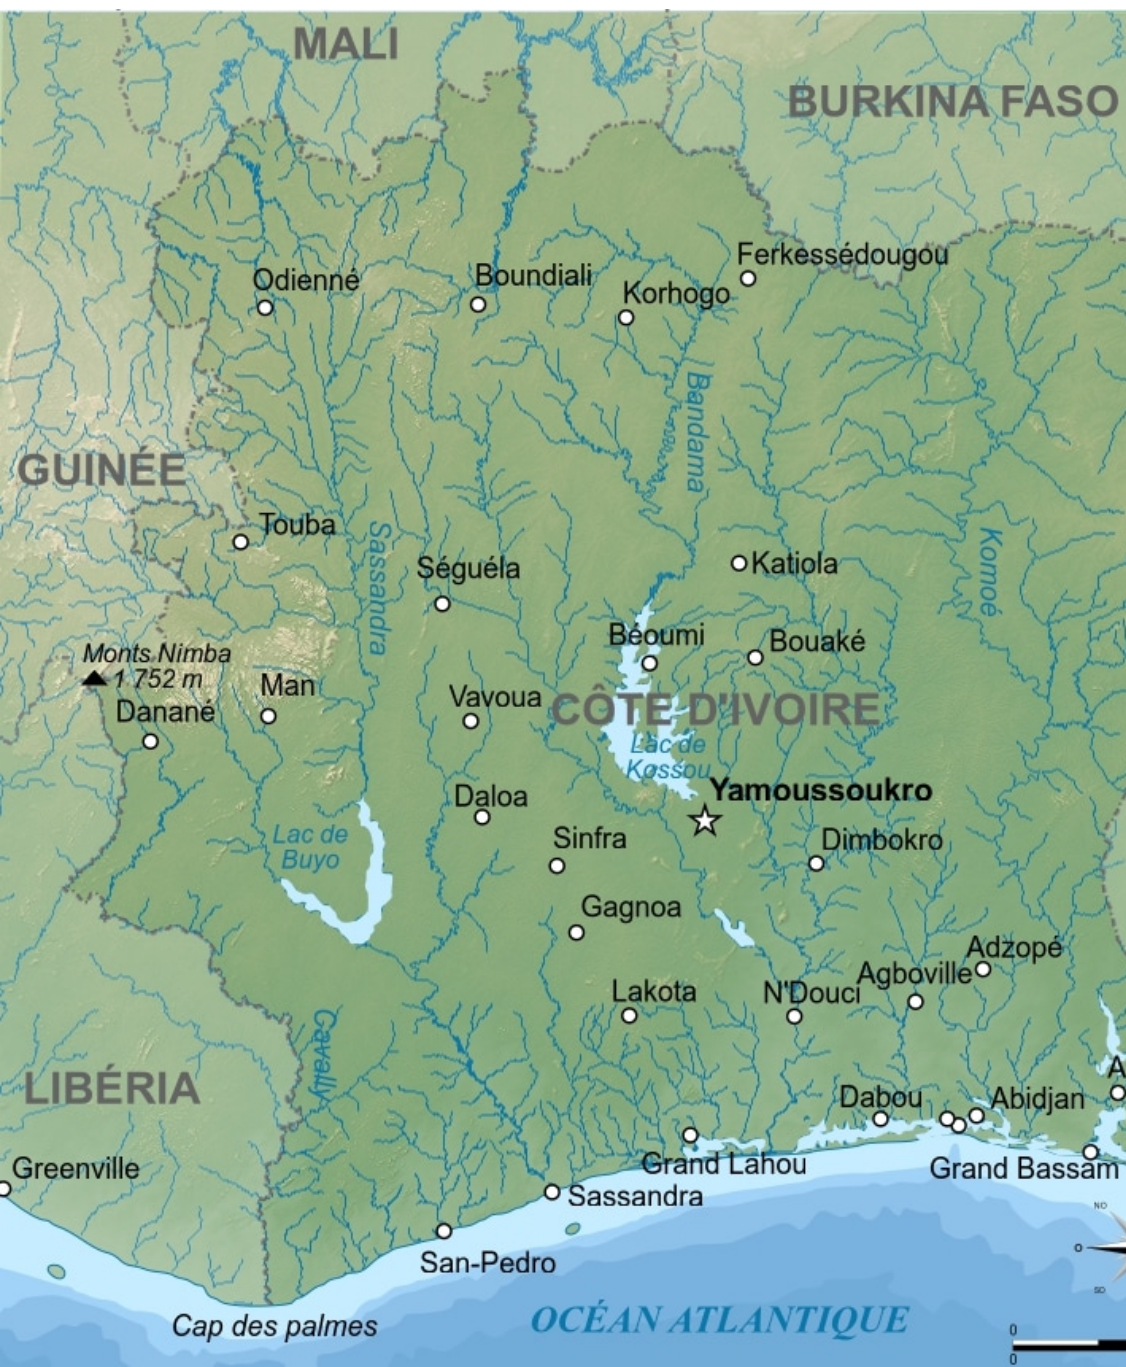 MALI
BURKINA FASO
Ferkessédougou
Odienné
Boundiali
Korhogo
Bandama
GUINÉE
Touba
Sassandra
Séguéla
Katiola
Komoé
Béoumi
Bouaké
Monts Nimba
1 752 m
Man
Danané
Vavoua
CÔTE D'IVOIRE
Lac de
Kossou
Yamoussoukro
Daloa
Lac de
Buyo
Sinfra
Dimbokro
Gagnoa
Adzopé
Agboville
Lakota
N'Douci
Cavally
LIBÉRIA
A
Dabou
Abidjan
Greenville
Grand Lahou
Grand Bassam
Sassandra
NO
O
SO
San-Pedro
Cap des palmes
OCÉAN ATLANTIQUE
0
0